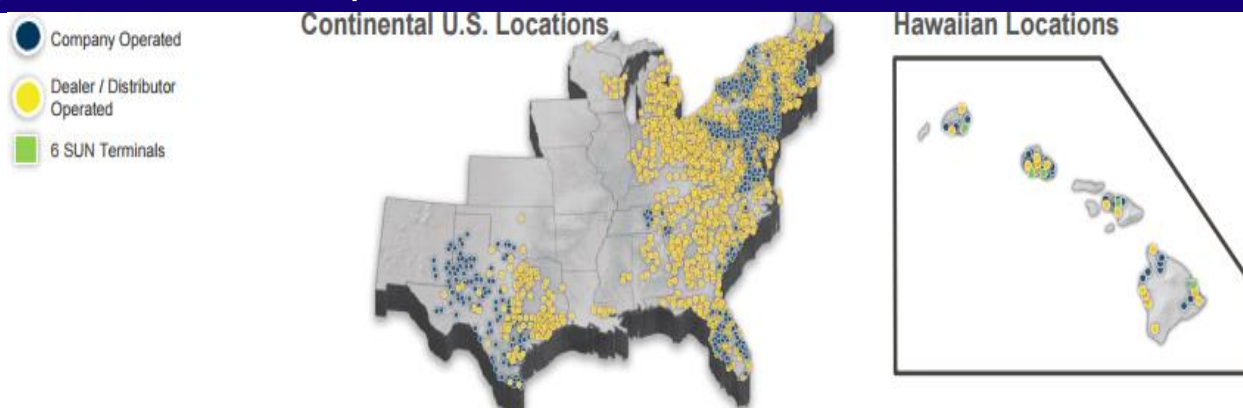 Continental U.S. Locations
Hawaiian Locations
Company Operated
Dealer / Distributor
Operated
6 SUN Terminals